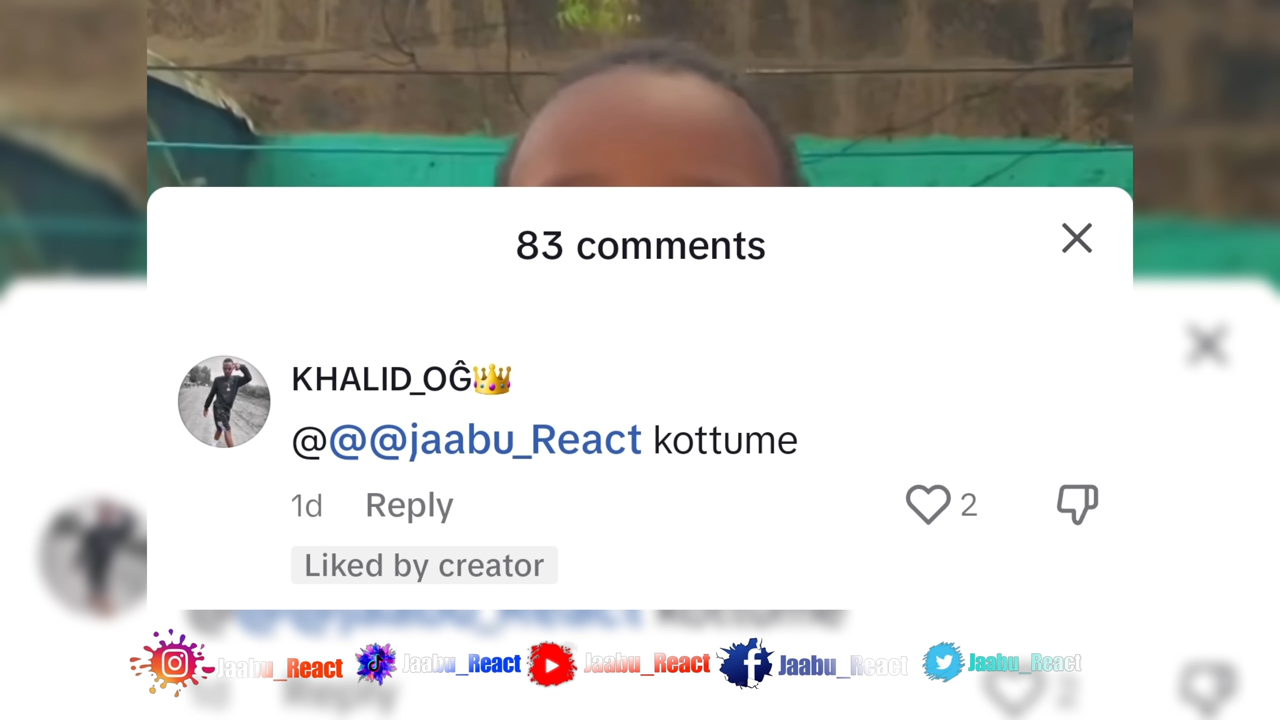 83 comments
KHALID_OĜ👑
@@@jaabu_React kottume
1d Reply 2
Liked by creator
Jaabu_React Jaabu_React Jaabu_React Jaabu_React Jaabu_React